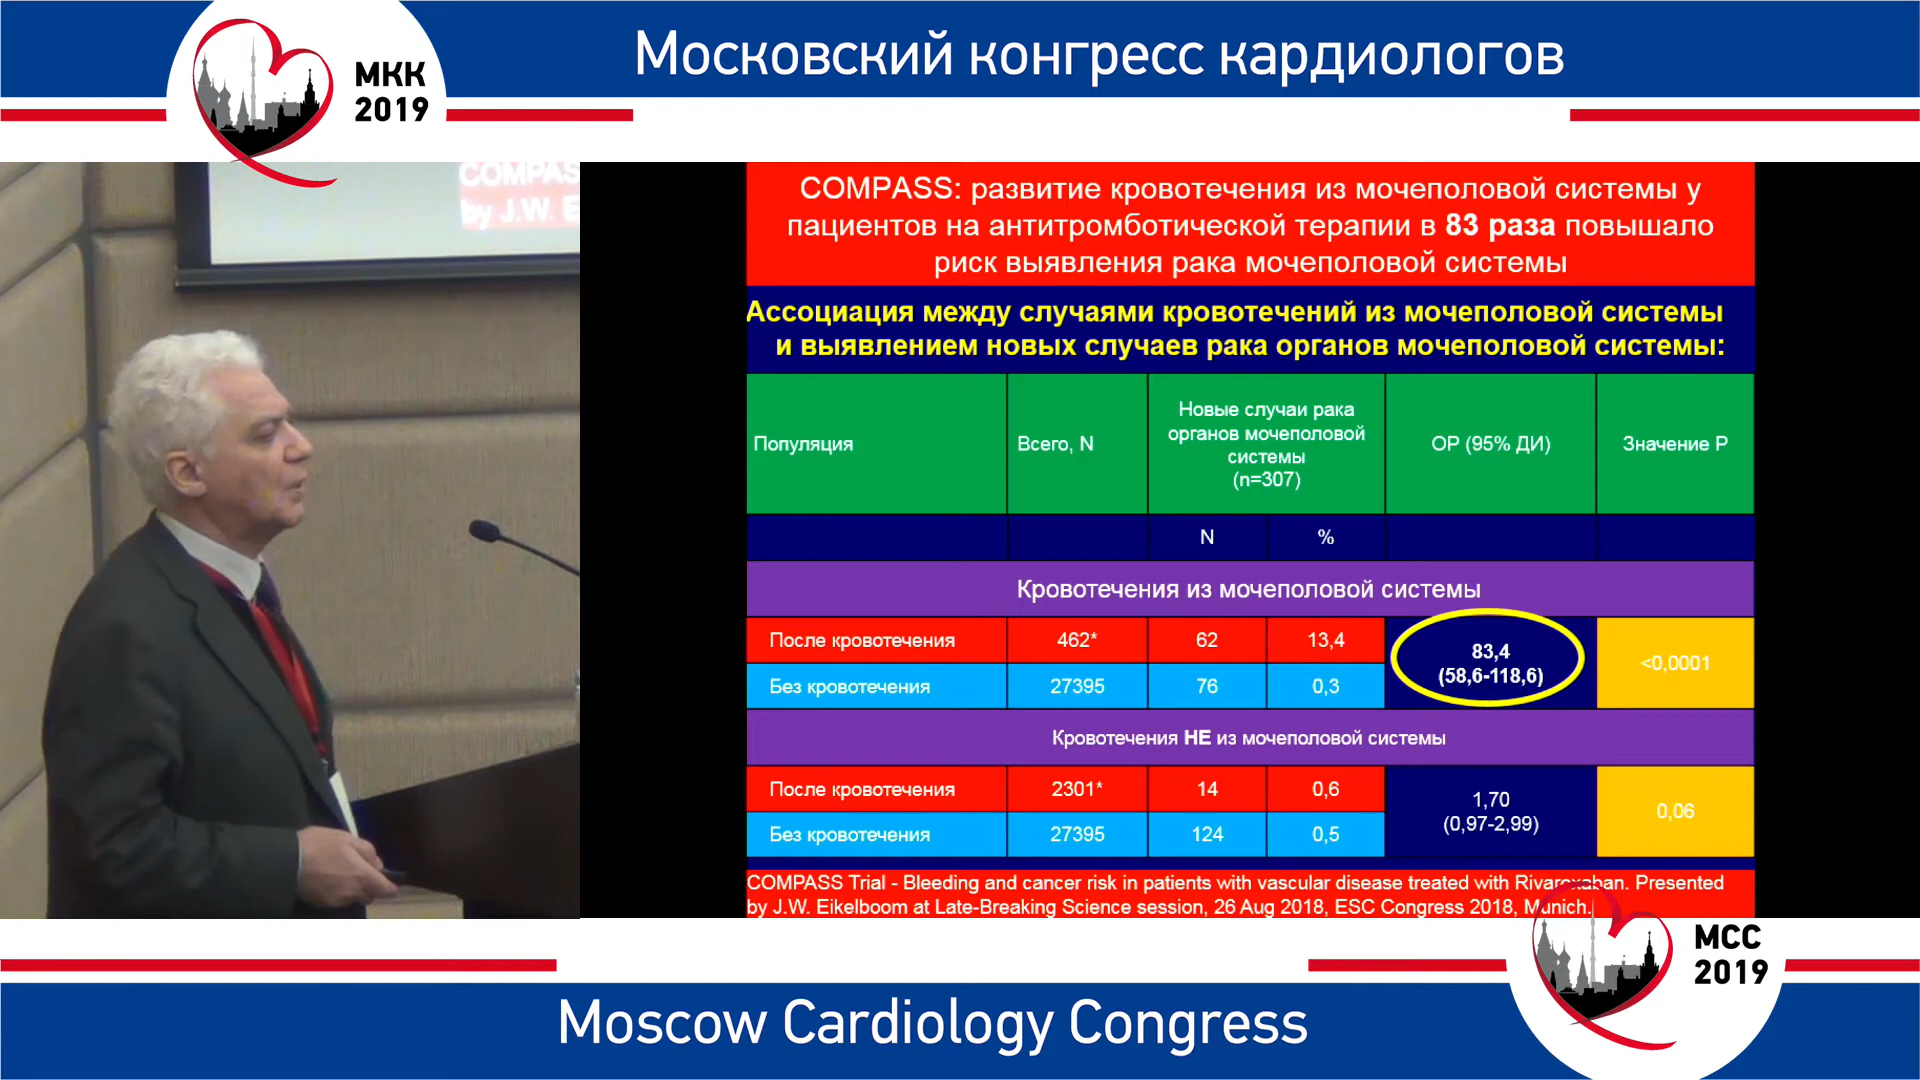 МКК
2019
Московский конгресс кардиологов
COMPAS
by J.W. E
COMPASS: развитие кровотечения из мочеполовой системы у
пациентов на антитромботической терапии в 83 раза повышало
риск выявления рака мочеполовой системы
Ассоциация между случаями кровотечений из мочеполовой системы
и выявлением новых случаев рака органов мочеполовой системы:
Популяция
Всего, N
Новые случаи рака
органов мочеполовой
системы
(n=307)
ОР (95% ДИ)
Значение P
N %
Кровотечения из мочеполовой системы
После кровотечения 462* 62 13,4
83,4
(58,6-118,6)
<0,0001
Без кровотечения 27395 76 0,3
Кровотечения НЕ из мочеполовой системы
После кровотечения 2301* 14 0,6
1,70
(0,97-2,99)
0,06
Без кровотечения 27395 124 0,5
COMPASS Trial - Bleeding and cancer risk in patients with vascular disease treated with Rivaroxaban. Presented
by J.W. Eikelboom at Late-Breaking Science session, 26 Aug 2018, ESC Congress 2018, Munich.
МСС
2019
Moscow Cardiology Congress